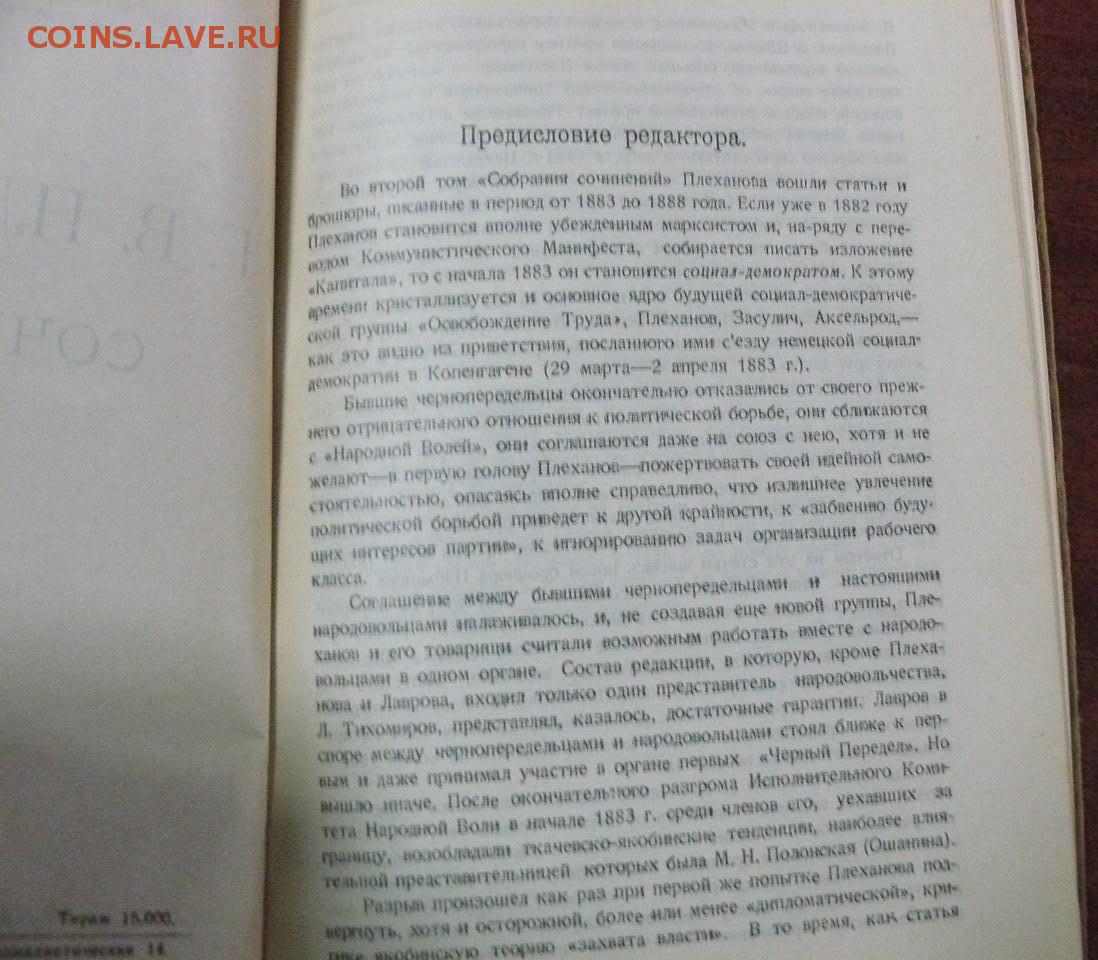 COINS.LAVE.RU
Предисловие редактора.
Во второй том «Собрания сочинений» Плеханова вошли статьи и
брошюры, писанные в период от 1883 до 1888 года. Если уже в 1882 году
Плеханов становится вполне убежденным марксистом и, на-ряду с пере-
водом Коммунистического Манифеста, собирается писать изложение
«Капитала», то с начала 1883 он становится социал-демократом. К этому
времени кристаллизуется и основное ядро будущей социал-демократиче-
ской группы «Освобождение Труда», Плеханов, Засулич, Аксельрод,—
как это видно из приветствия, посланного ими с'езду немецкой социал-
демократии в Копенгагене (29 марта—2 апреля 1883 г.).
Бывшие чернопередельцы окончательно отказались от своего преж-
него отрицательного отношения к политической борьбе, они сближаются
с «Народной Волей», они соглашаются даже на союз с нею, хотя и не
желают—в первую голову Плеханов—пожертвовать своей идейной само-
стоятельностью, опасаясь вполне справедливо, что излишнее увлечение
политической борьбой приведет к другой крайности, к «забвению буду-
щих интересов партии», к игнорированию задач организации рабочего
класса.
Соглашение между бывшими чернопередельцами и настоящими
народовольцами налаживалось, и, не создавая еще новой группы, Пле-
ханов и его товарищи считали возможным работать вместе с народо-
вольцами в одном органе. Состав редакции, в которую, кроме Плеха-
нова и Лаврова, входил только один представитель народовольчества,
Л. Тихомиров, представлял, казалось, достаточные гарантии. Лавров в
споре между чернопередельцами и народовольцами стоял ближе к пер-
вым и даже принимал участие в органе первых «Черный Передел». Но
вышло иначе. После окончательного разгрома Исполнительного Коми-
тета Народной Воли в начале 1883 г. среди членов его, уехавших за
границу, возобладали ткачевско-якобинские тенденции, наиболее влия-
тельной представительницей которых была М. Н. Полонская (Ошанина).
Разрыв произошел как раз при первой же попытке Плеханова под-
вергнуть, хотя и осторожной, более или менее «дипломатической», кри-
тике якобинскую теорию «захвата власти». В то время, как статья
Тираж 15.000.
14